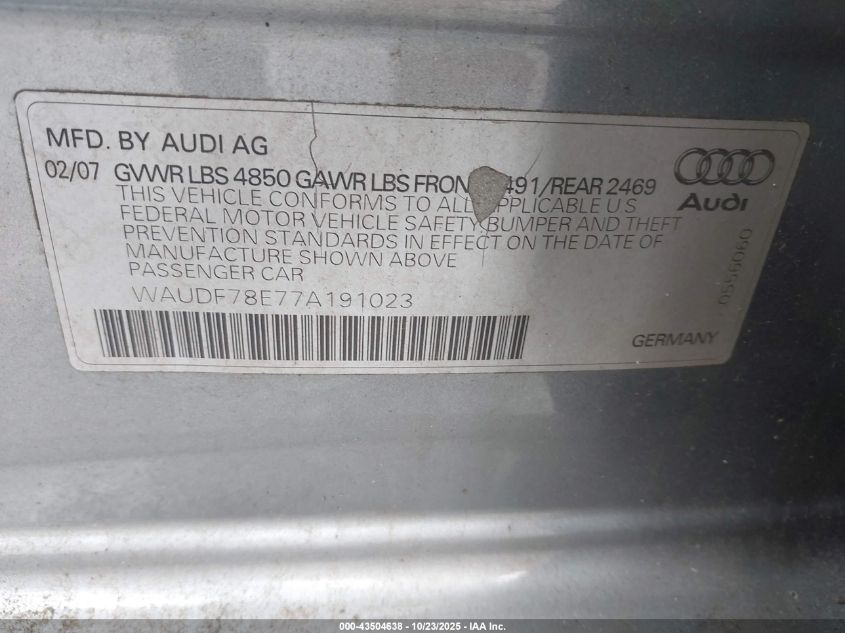 MFD. BY AUDI AG
02/07 GVWR LBS 4850 GAWR LBS FRON 491/REAR 2469
THIS VEHICLE CONFORMS TO ALL APPLICABLE U S
FEDERAL MOTOR VEHICLE SAFETY BUMPER AND THEFT
PREVENTION STANDARDS IN EFFECT ON THE DATE OF
MANUFACTURE SHOWN ABOVE
PASSENGER CAR
WAUDF78E77A191023
Audi
0556060
GERMANY
000-43504638 - 10/23/2025 - IAA Inc.